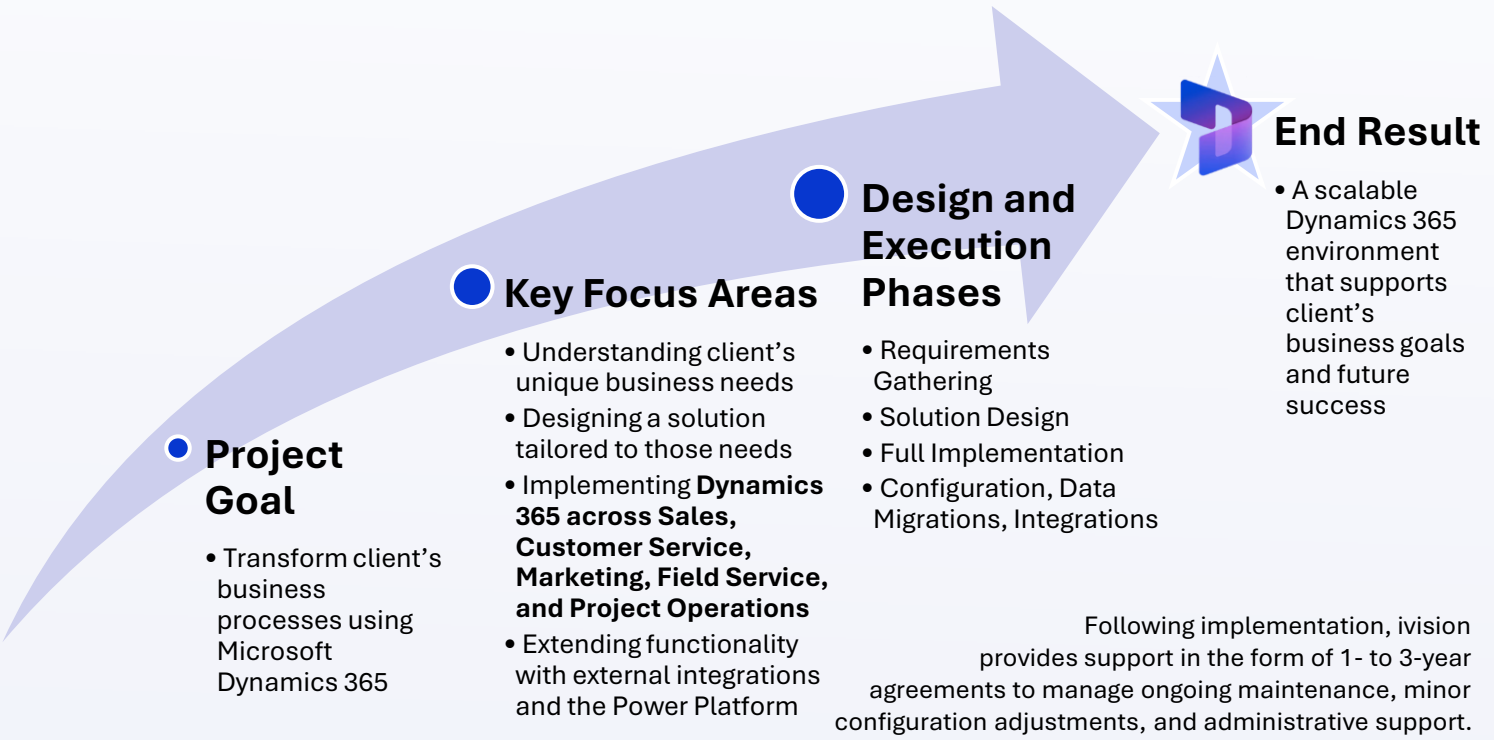 Project
Goal
• Transform client’s
business
processes using
Microsoft
Dynamics 365
Key Focus Areas
• Understanding client’s
unique business needs
• Designing a solution
tailored to those needs
• Implementing Dynamics
365 across Sales,
Customer Service,
Marketing, Field Service,
and Project Operations
• Extending functionality
with external integrations
and the Power Platform
Design and
Execution
Phases
• Requirements
Gathering
• Solution Design
• Full Implementation
• Configuration, Data
Migrations, Integrations
End Result
• A scalable
Dynamics 365
environment
that supports
client’s
business goals
and future
success
Following implementation, ivision
provides support in the form of 1- to 3-year
agreements to manage ongoing maintenance, minor
configuration adjustments, and administrative support.